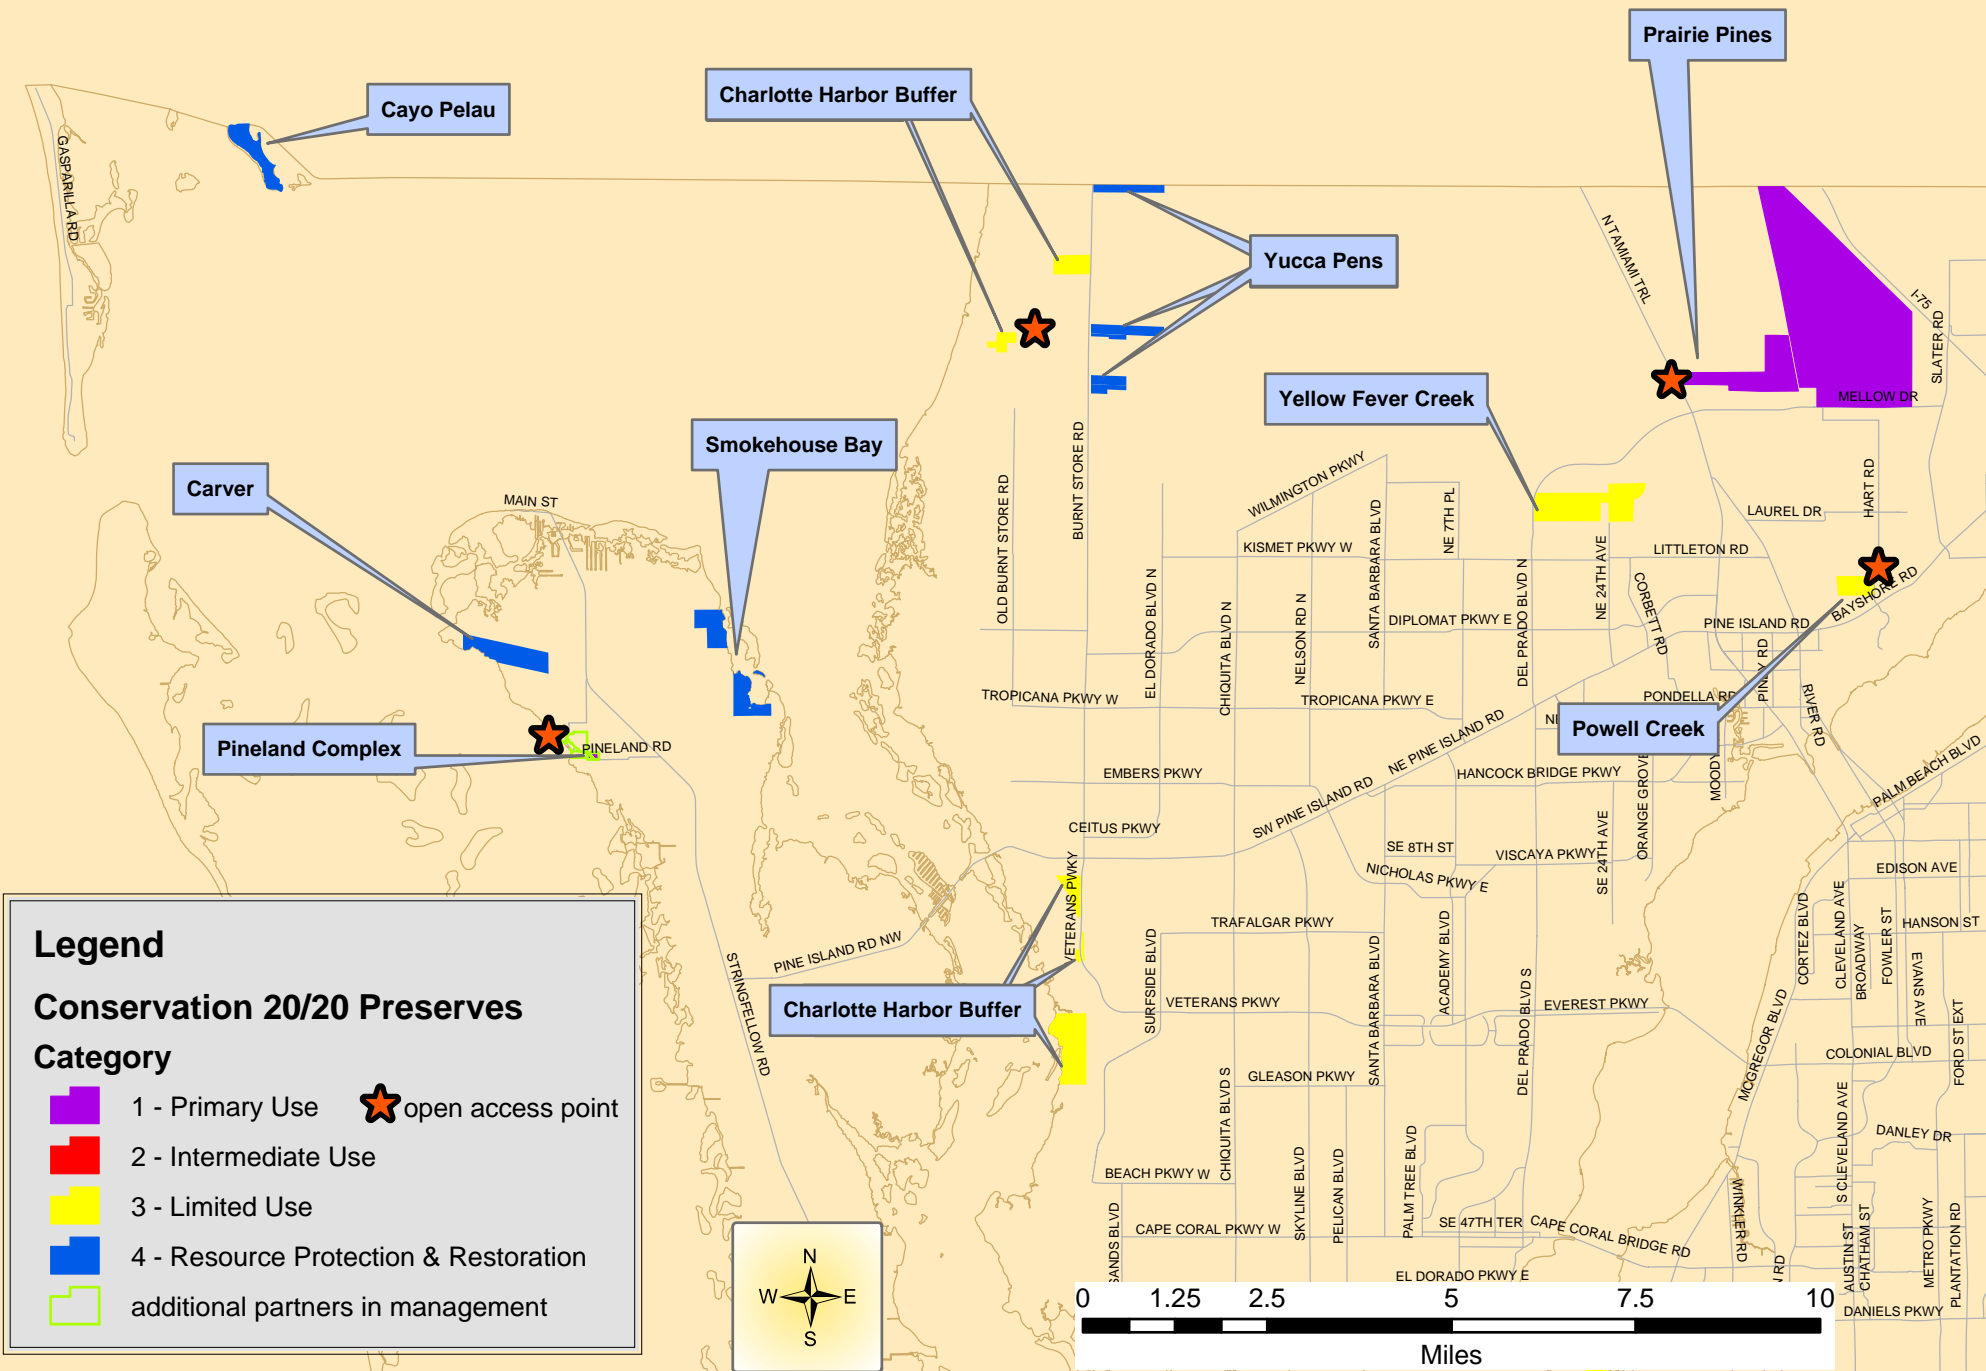 Prairie Pines
Charlotte Harbor Buffer
Cayo Pelau
GASPARILLA RD
N TAMIAMI TRL
Yucca Pens
I-75
SLATER RD
Yellow Fever Creek
MELLOW DR
Smokehouse Bay
Carver
MAIN ST
OLD BURNT STORE RD
BURNT STORE RD
WILMINGTON PKWY
SANTA BARBARA BLVD
NE 7TH PL
HART RD
LAUREL DR
KISMET PKWY W
LITTLETON RD
EL DORADO BLVD N
CHIQUITA BLVD N
NELSON RD N
DEL PRADO BLVD N
NE 24TH AVE
CORBETT RD
BAYSHORE RD
DIPLOMAT PKWY E
PINE ISLAND RD
TROPICANA PKWY W
TROPICANA PKWY E
PONDELLA RD
RIVER RD
NE PINE ISLAND RD
Powell Creek
Pineland Complex
PINELAND RD
EMBERS PKWY
HANCOCK BRIDGE PKWY
ORANGE GROVE
MOODY
PALM BEACH BLVD
SW PINE ISLAND RD
CEITUS PKWY
SE 8TH ST
VISCAYA PKWY
SE 24TH AVE
NICHOLAS PKWY E
EDISON AVE
VETERANS PWKY
TRAFALGAR PKWY
HANSON ST
CORTEZ BLVD
CLEVELAND AVE
BROADWAY
FOWLER ST
EVANS AVE
PINE ISLAND RD NW
STRINGFELLOW RD
SURFSIDE BLVD
SANTA BARBARA BLVD
ACADEMY BLVD
DEL PRADO BLVD S
Charlotte Harbor Buffer
VETERANS PKWY
EVEREST PKWY
MCGREGOR BLVD
FORD ST EXT
COLONIAL BLVD
GLEASON PKWY
CHIQUITA BLVD S
SKYLINE BLVD
PELICAN BLVD
PALM TREE BLVD
S CLEVELAND AVE
DANLEY DR
BEACH PKWY W
WINKLER RD
SANDS BLVD
CAPE CORAL PKWY W
SE 47TH TER
CAPE CORAL BRIDGE RD
AUSTIN ST
CHATHAM ST
METRO PKWY
PLANTATION RD
EL DORADO PKWY E
DANIELS PKWY
Legend
Conservation 20/20 Preserves
Category
1 - Primary Use
open access point
2 - Intermediate Use
3 - Limited Use
4 - Resource Protection & Restoration
additional partners in management
N
W E
S
0 1.25 2.5 5 7.5 10
Miles